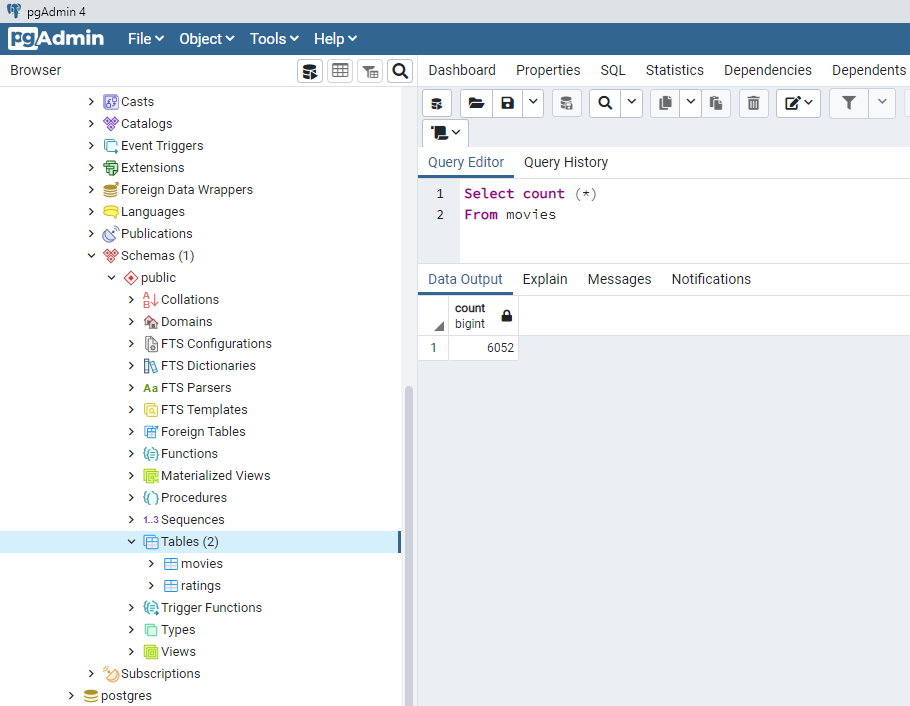 pgAdmin 4
pgAdmin File Object Tools Help
Browser
Dashboard Properties SQL Statistics Dependencies Dependents
Casts
Catalogs
Event Triggers
Extensions
Foreign Data Wrappers
Languages
Publications
Schemas (1)
public
Collations
Domains
FTS Configurations
FTS Dictionaries
Aa FTS Parsers
FTS Templates
Foreign Tables
Functions
Materialized Views
Procedures
1..3 Sequences
Tables (2)
movies
ratings
Trigger Functions
Types
Views
Subscriptions
postgres
Query Editor Query History
1 Select count (*)
2 From movies
Data Output Explain Messages Notifications
count
bigint
1 6052